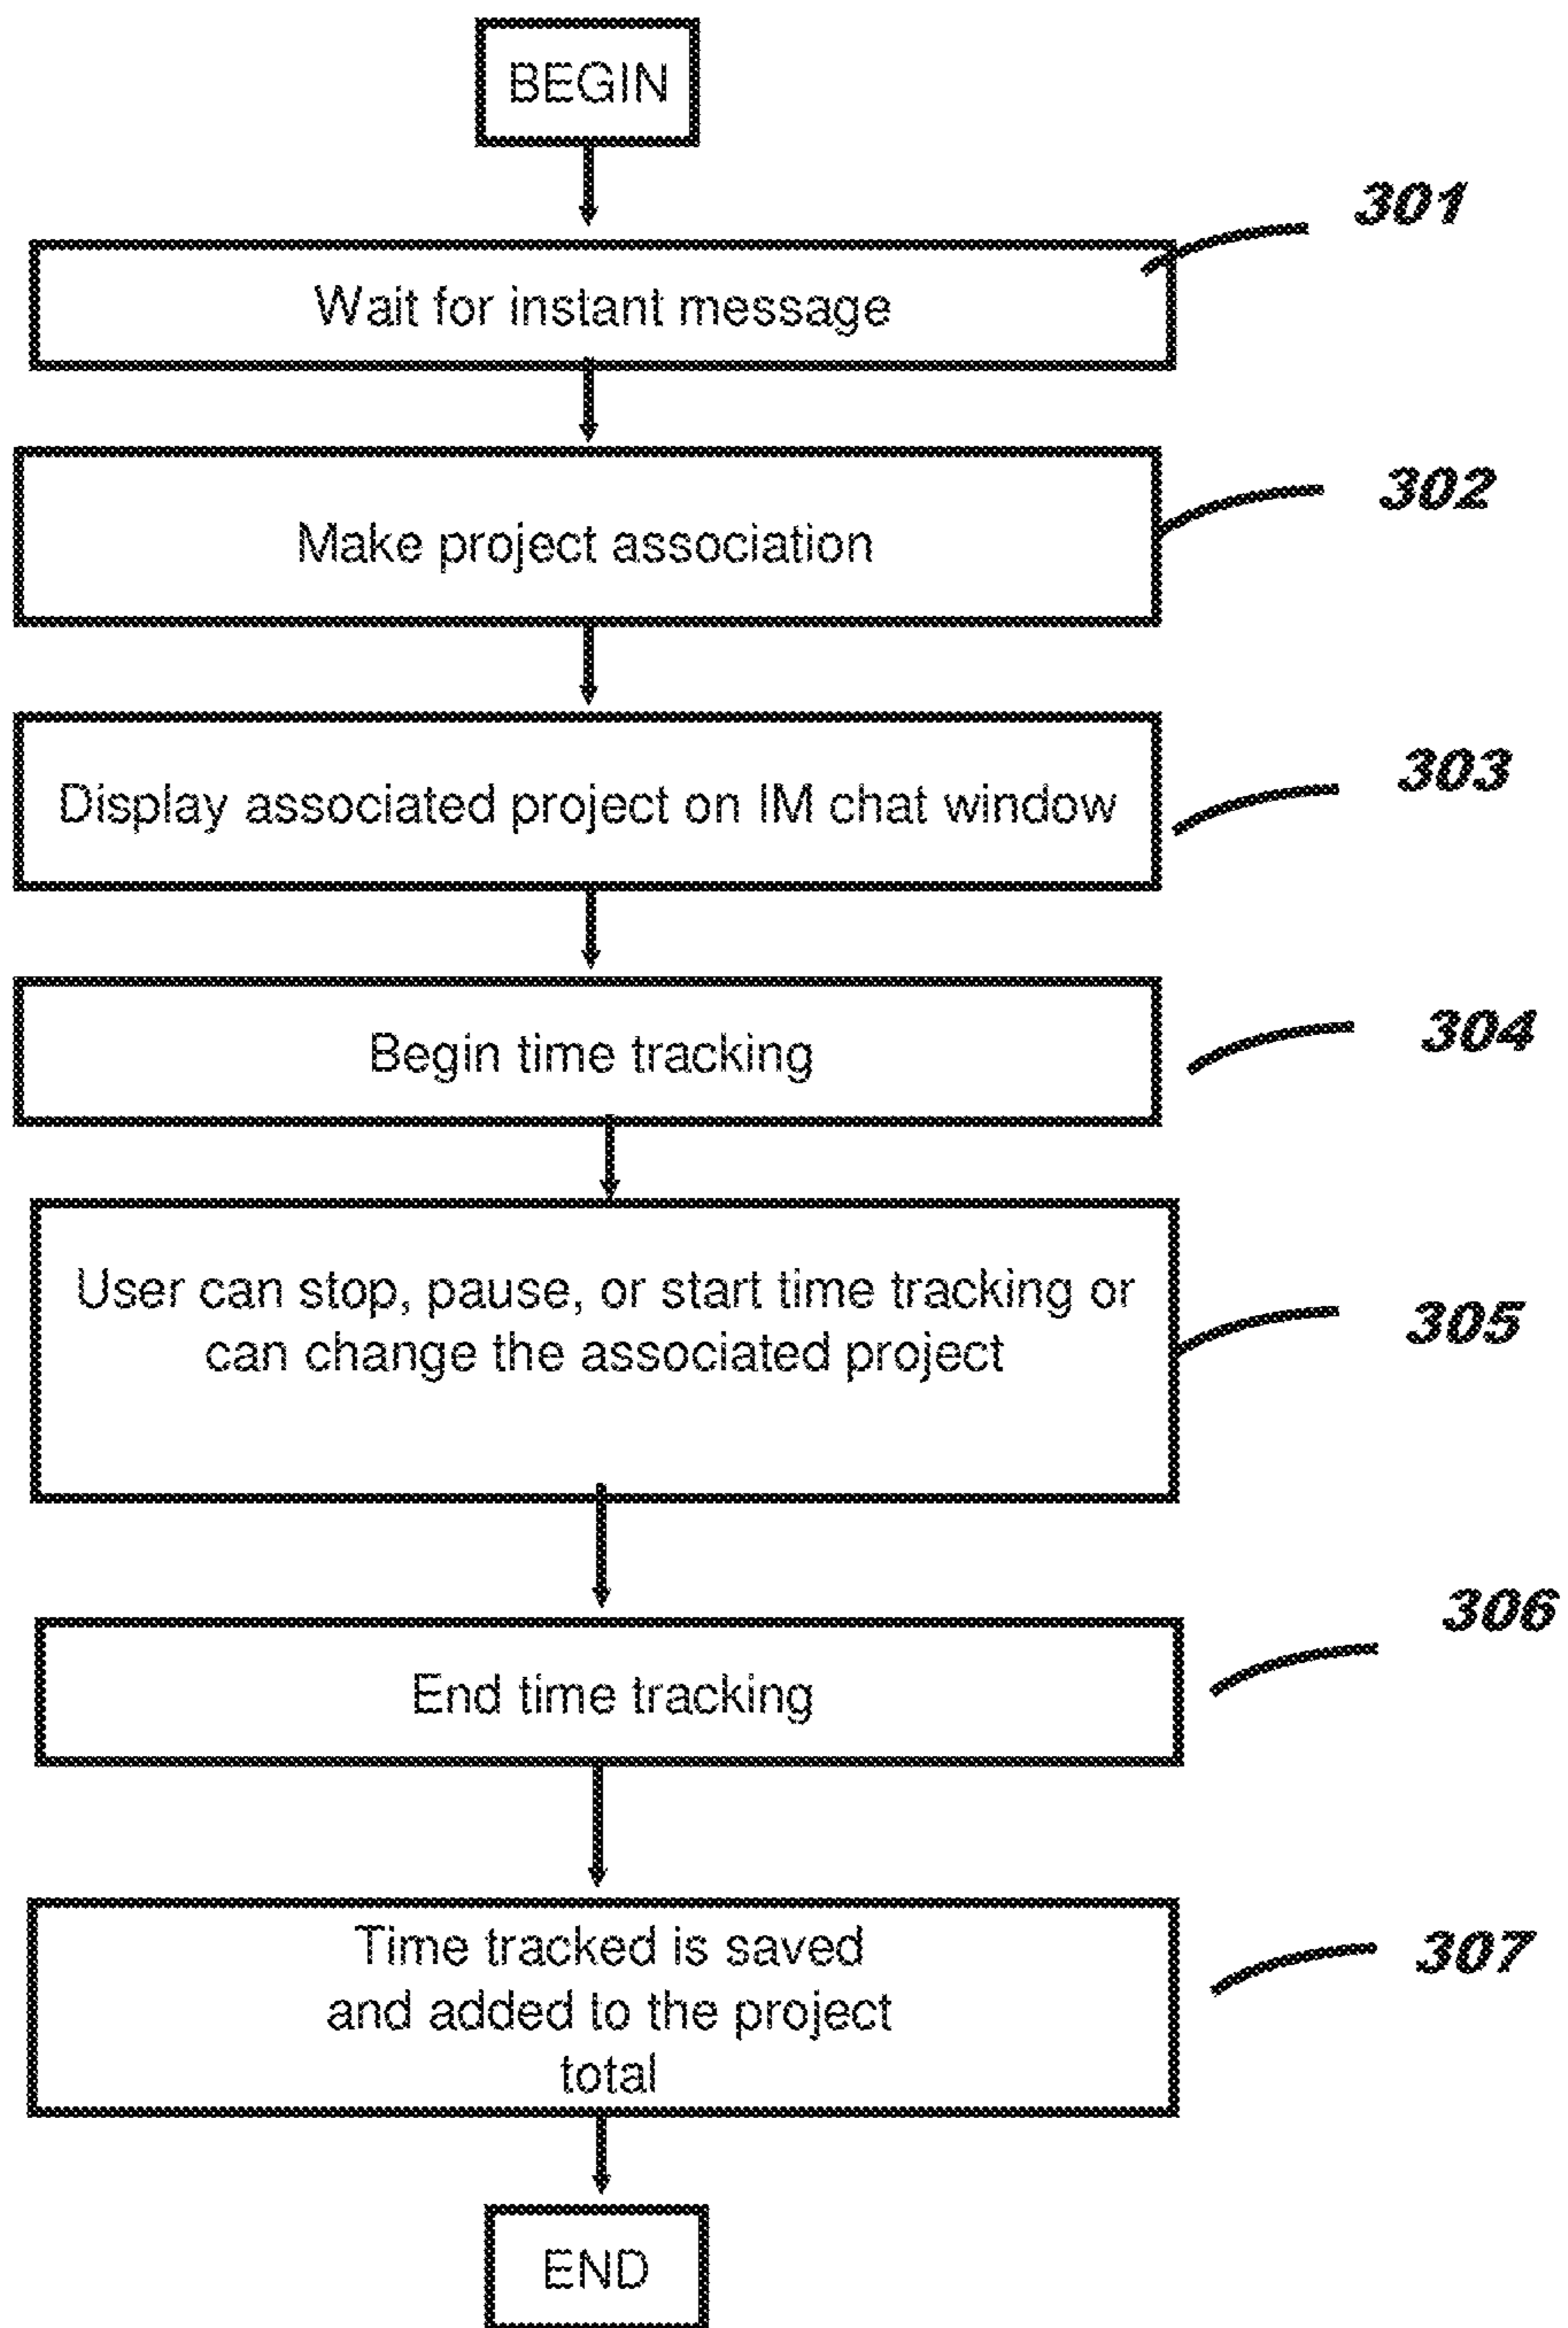 BEGIN
301
Wait for instant message
302
Make project association
303
Display associated project on IM chat window
304
Begin time tracking
User can stop, pause, or start time tracking or
can change the associated project
305
306
End time tracking
Time tracked is saved
307
and added to the project
total
END